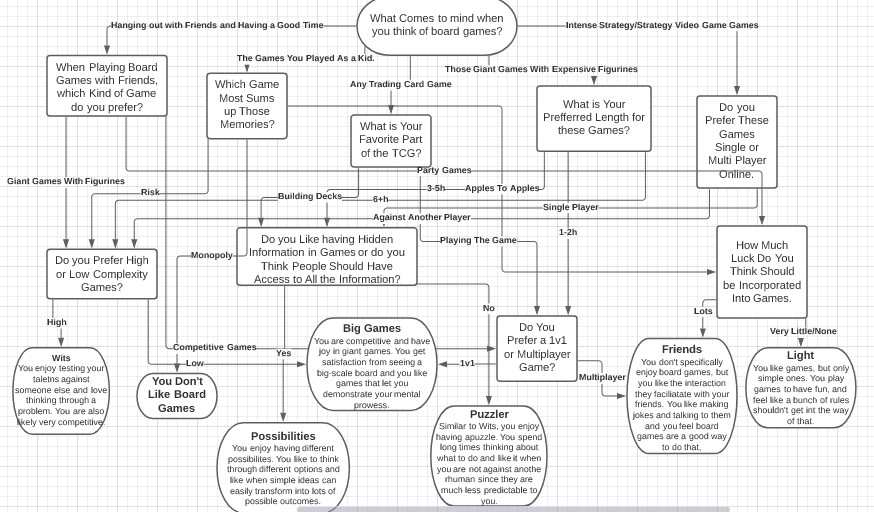 What Comes to mind when
you think of board games?
Hanging out with Friends and Having a Good Time
Intense Strategy/Strategy Video Game Games
The Games You Played As a Kid.
Those Giant Games With Expensive Figurines
Any Trading Card Game
When Playing Board
Games with Friends,
which Kind of Game
do you prefer?
Which Game
Most Sums
up Those
Memories?
What is Your
Favorite Part
of the TCG?
What is Your
Prefferred Length for
these Games?
Do you
Prefer These
Games
Single or
Multi Player
Online.
Party Games
Giant Games With Figurines
Risk
Building Decks
3-5h
Apples To Apples
6+h
Single Player
Against Another Player
1-2h
Playing The Game
Monopoly
Do you Prefer High
or Low Complexity
Games?
Do you Like having Hidden
Information in Games or do you
Think People Should Have
Access to All the Information?
How Much
Luck Do You
Think Should
be Incorporated
Into Games.
High
No
Lots
Very Little/None
Competitive Games
Yes
Low
1v1
Multiplayer
Do You
Prefer a 1v1
or Multiplayer
Game?
Wits
You enjoy testing your
taletns against
someone else and love
thinking through a
problem. You are also
likely very competitive.
You Don't
Like Board
Games
Big Games
You are competitive and have
joy in giant games. You get
satisfaction from seeing a
big-scale board and you like
games that let you
demonstrate your mental
prowess.
Friends
You don't specifically
enjoy board games, but
you like the interaction
they faciliatate with your
friends. You like making
jokes and talking to them
and you feel board
games are a good way
to do that,
Light
You like games, but only
simple ones. You play
games to have fun, and
feel like a bunch of rules
shouldn't get int the way
of that.
Possibilities
You enjoy having different
possibilites. You like to think
through different options and
like when simple ideas can
easily transform into lots of
possible outcomes.
Puzzler
Similar to Wits, you enjoy
having apuzzle. You spend
long times thinking about
what to do and like it when
you are not against anothe
rhuman since they are
much less predictable to
you.